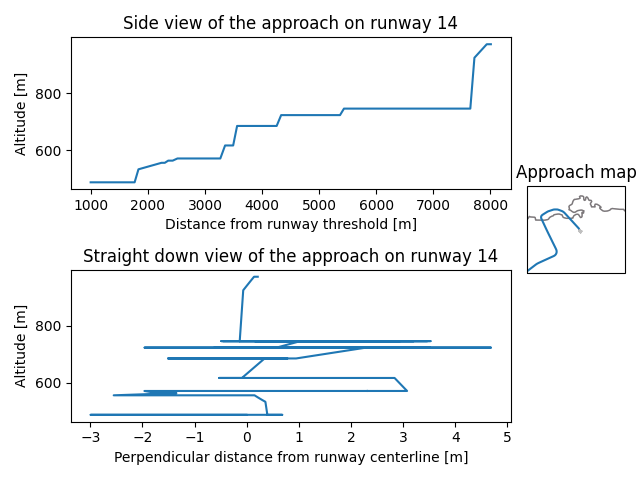 Side view of the approach on runway 14
Altitude [m]
800
600
1000 2000 3000 4000 5000 6000 7000 8000
Distance from runway threshold [m]
Approach map
Straight down view of the approach on runway 14
Altitude [m]
800
600
−3 −2 −1 0 1 2 3 4 5
Perpendicular distance from runway centerline [m]